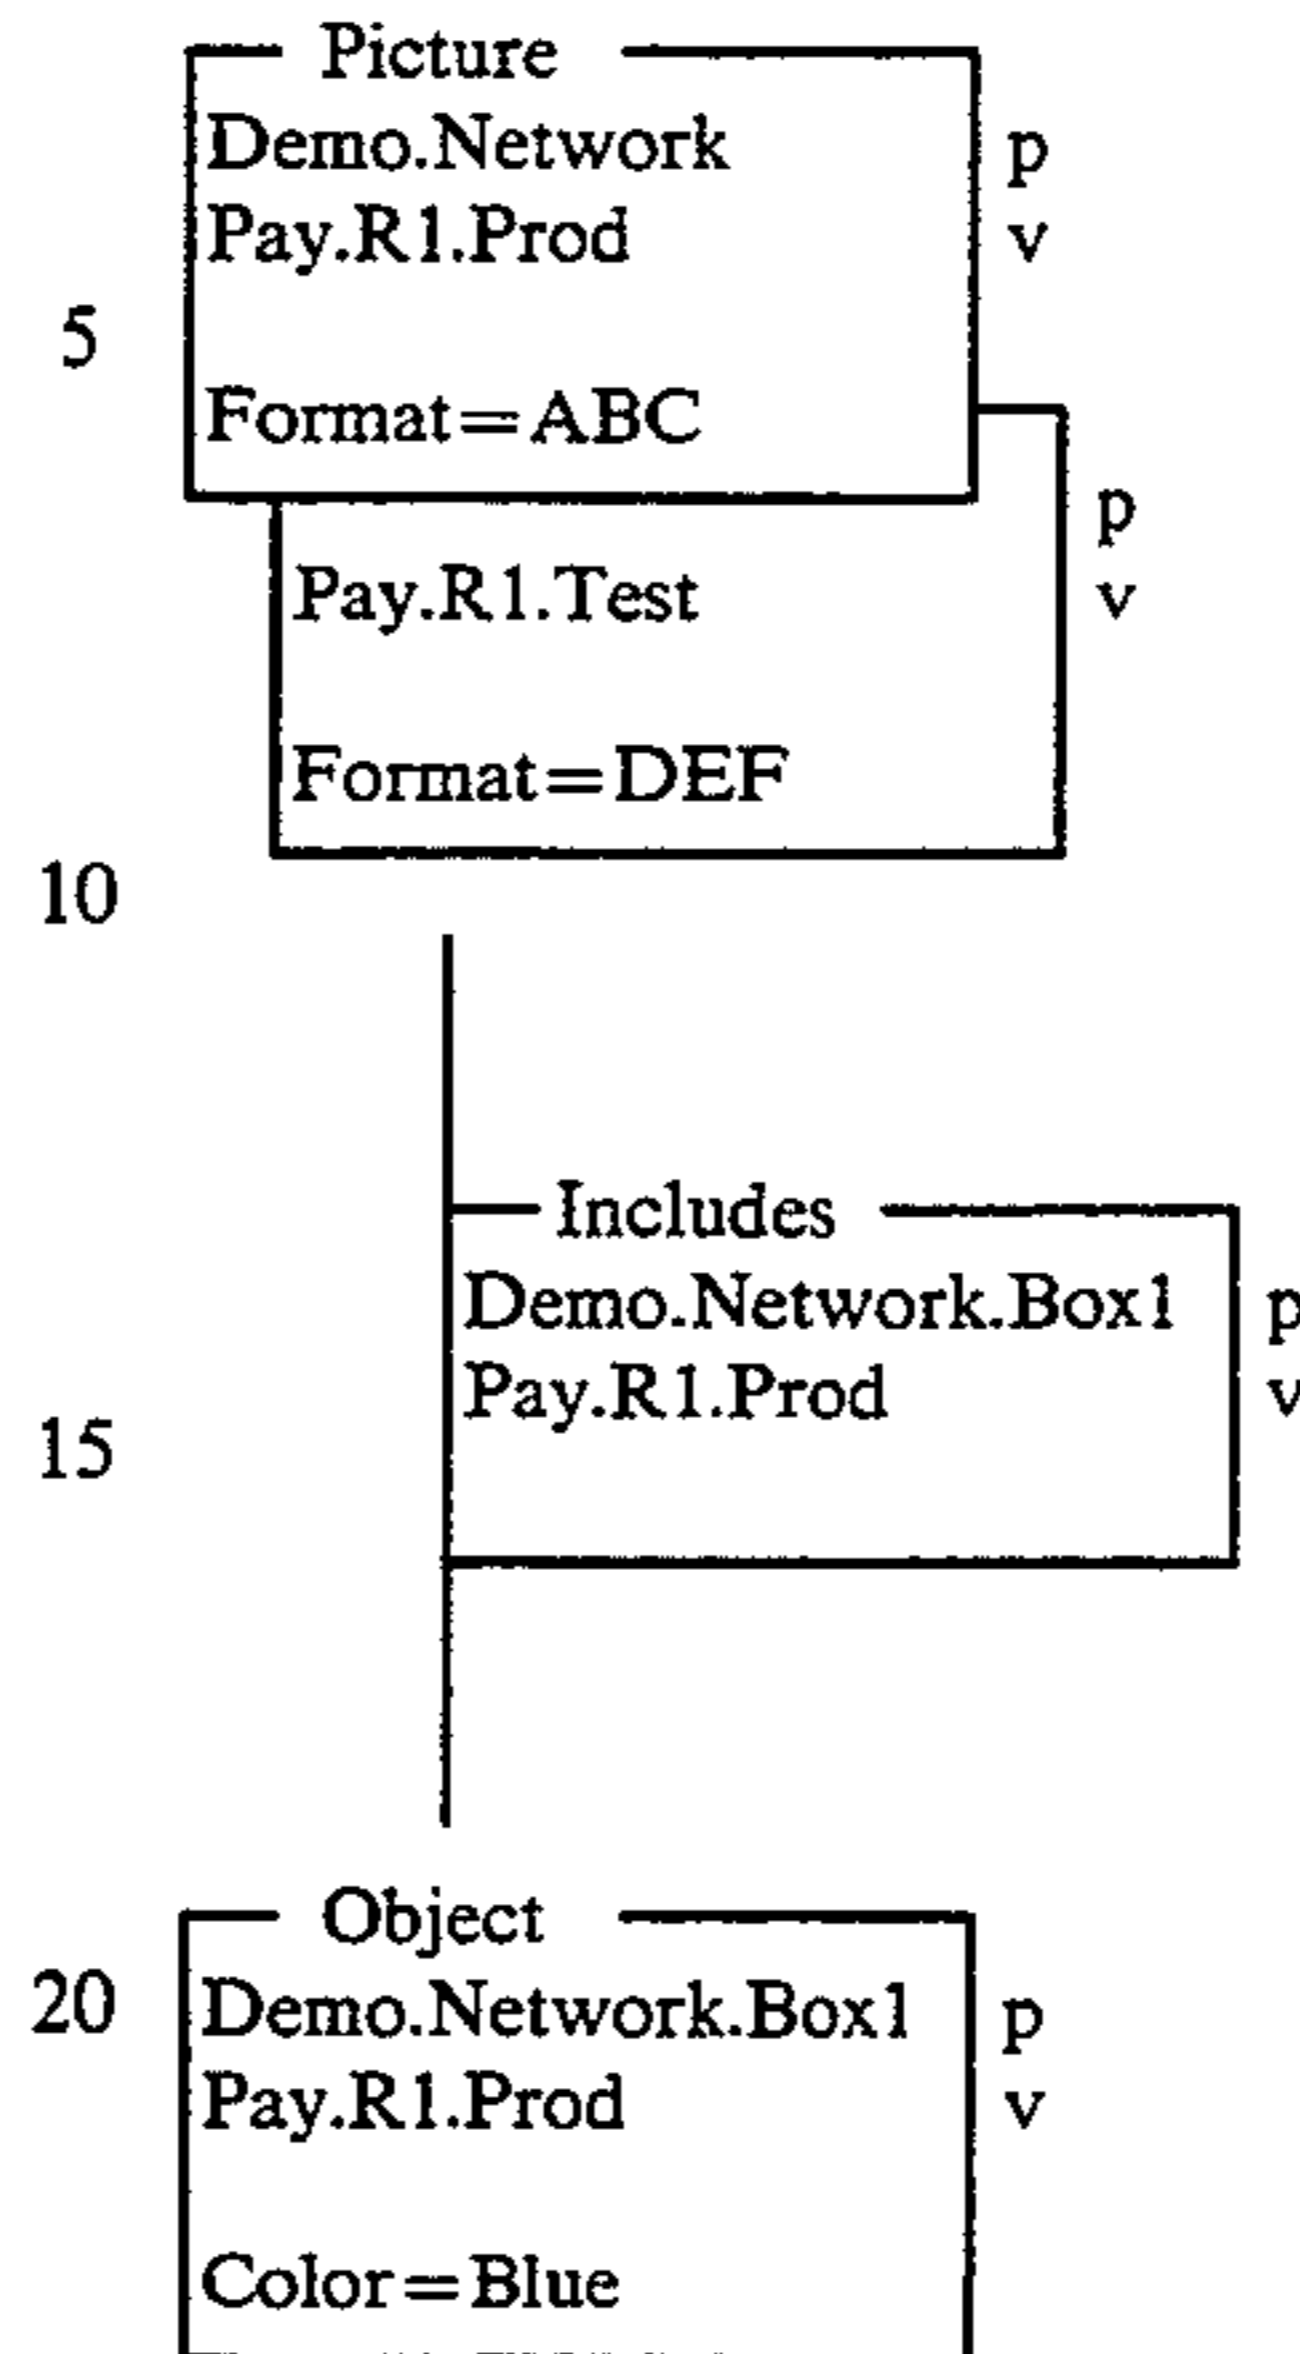 Picture
Demo.Network p
Pay.R1.Prod v
5
Format=ABC
p
Pay.R1.Test v
Format=DEF
10
Includes
Demo.Network.Box1 p
Pay.R1.Prod v
15
Object
20 Demo.Network.Box1 p
Pay.R1.Prod v
Color=Blue